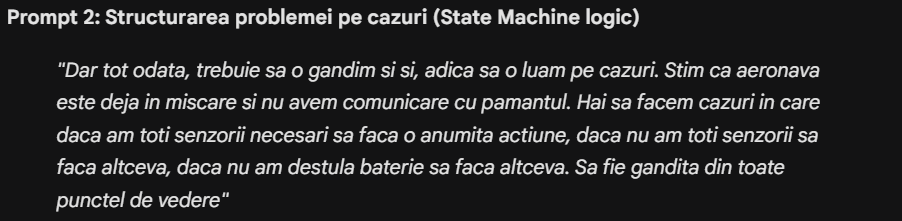 Prompt 2: Structurarea problemei pe cazuri (State Machine logic)
"Dar tot odata, trebuie sa o gandim si si, adica sa o luam pe cazuri. Stim ca aeronava
este deja in miscare si nu avem comunicare cu pamantul. Hai sa facem cazuri in care
daca am toti senzorii necesari sa faca o anumita actiune, daca nu am toti senzorii sa
faca altceva, daca nu am destula baterie sa faca altceva. Sa fie gandita din toate
punctel de vedere"